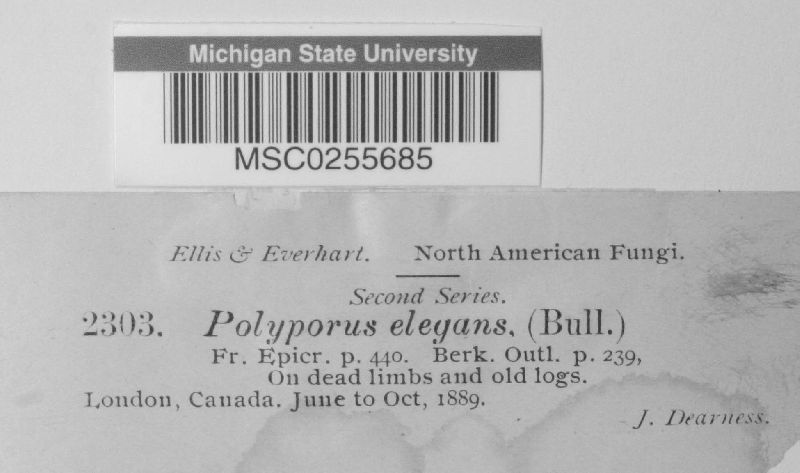 Michigan State University
MSC0255685
Ellis & Everhart. North American Fungi.
Second Series.
2303. Polyporus elegans, (Bull.)
Fr. Epicr. p. 440. Berk. Outl. p. 239,
On dead limbs and old logs.
London, Canada. June to Oct, 1889.
J. Dearness.